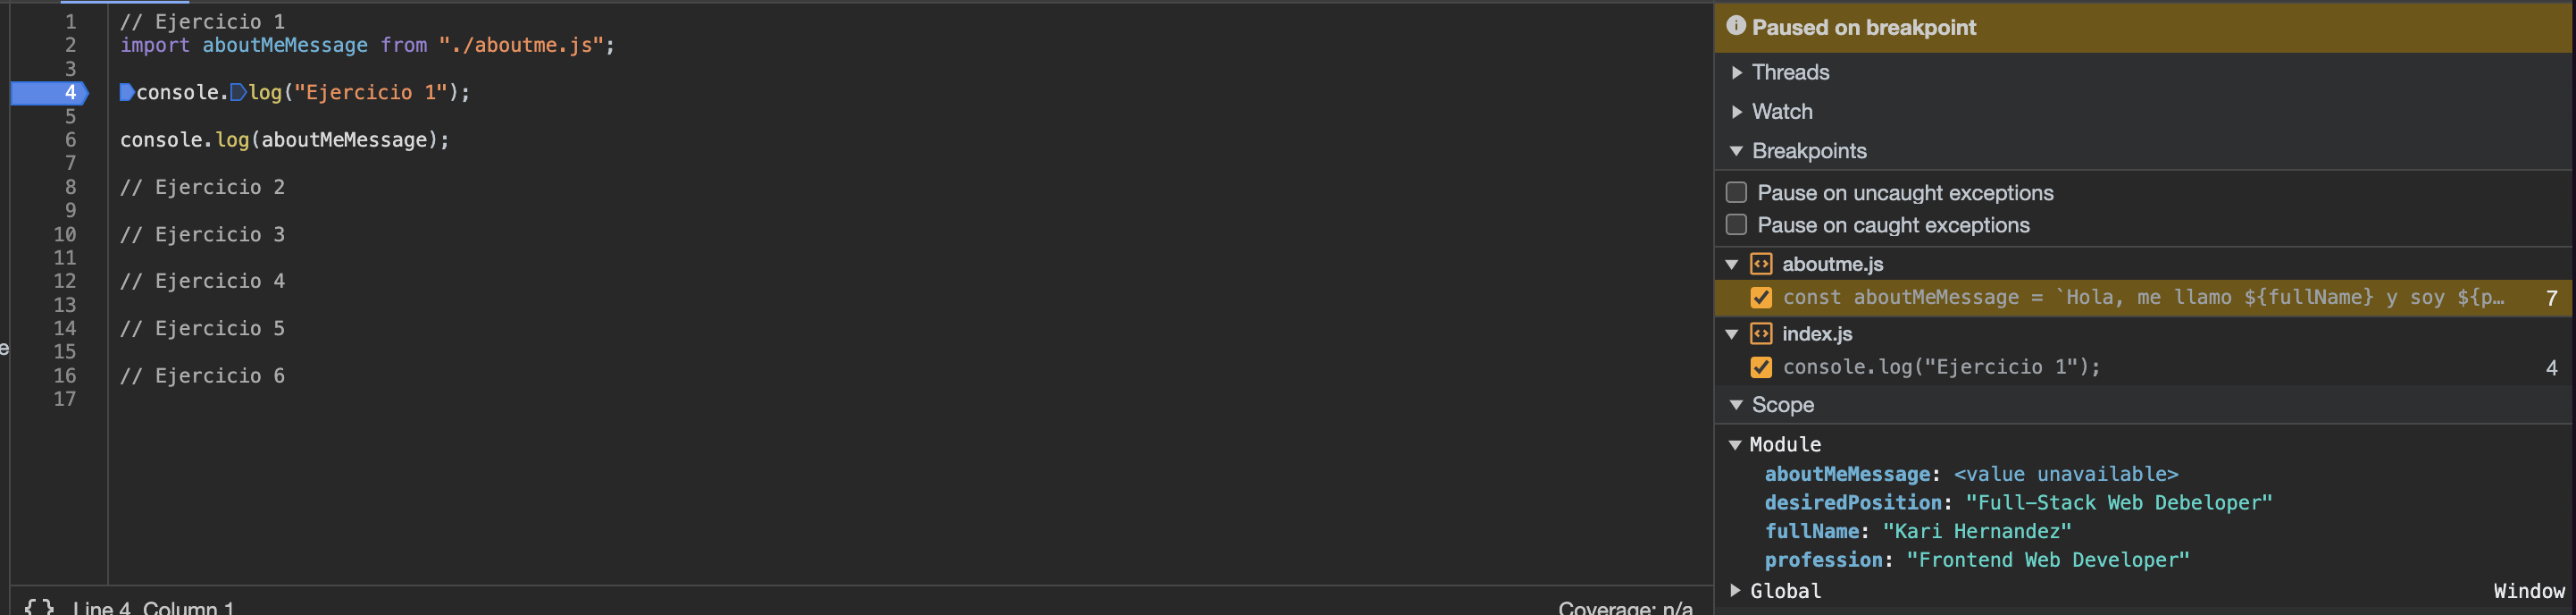 1 // Ejercicio 1
2 import aboutMeMessage from "./aboutme.js";
3
4 console.log("Ejercicio 1");
5
6 console.log(aboutMeMessage);
7
8 // Ejercicio 2
9
10 // Ejercicio 3
11
12 // Ejercicio 4
13
14 // Ejercicio 5
15
16 // Ejercicio 6
17
e
{} Line 4, Column 1
Coverage: n/a
Paused on breakpoint
Threads
Watch
Breakpoints
Pause on uncaught exceptions
Pause on caught exceptions
aboutme.js
const aboutMeMessage = `Hola, me llamo ${fullName} y soy ${p… 7
index.js
console.log("Ejercicio 1"); 4
Scope
Module
aboutMeMessage: <value unavailable>
desiredPosition: "Full-Stack Web Debeloper"
fullName: "Kari Hernandez"
profession: "Frontend Web Developer"
Global Window